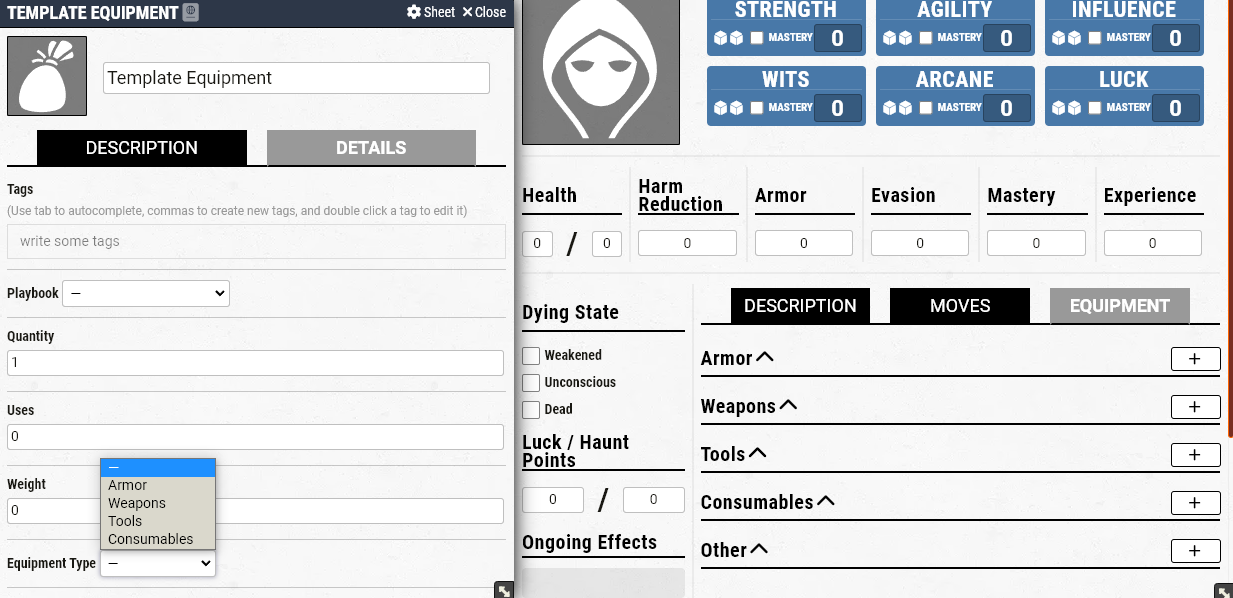 TEMPLATE EQUIPMENT
Sheet
Close
Template Equipment
DESCRIPTION
DETAILS
Tags
(Use tab to autocomplete, commas to create new tags, and double click a tag to edit it)
write some tags
Playbook
—
Quantity
1
Uses
0
Weight
0
—
Armor
Weapons
Tools
Consumables
Equipment Type
—
STRENGTH
MASTERY
0
AGILITY
MASTERY
0
INFLUENCE
MASTERY
0
WITS
MASTERY
0
ARCANE
MASTERY
0
LUCK
MASTERY
0
Health
0 / 0
Harm
Reduction
0
Armor
0
Evasion
0
Mastery
0
Experience
0
Dying State
Weakened
Unconscious
Dead
Luck / Haunt
Points
0 / 0
Ongoing Effects
DESCRIPTION
MOVES
EQUIPMENT
Armor
+
Weapons
+
Tools
+
Consumables
+
Other
+